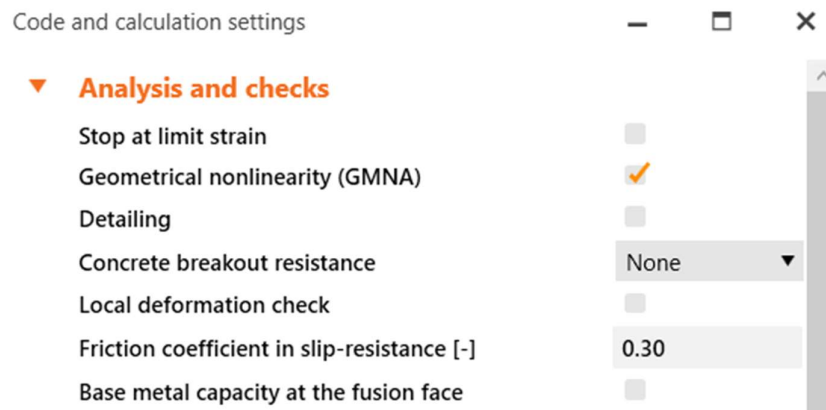 Code and calculation settings
Analysis and checks
Stop at limit strain
Geometrical nonlinearity (GMNA)
Detailing
Concrete breakout resistance None
Local deformation check
Friction coefficient in slip-resistance [-] 0.30
Base metal capacity at the fusion face